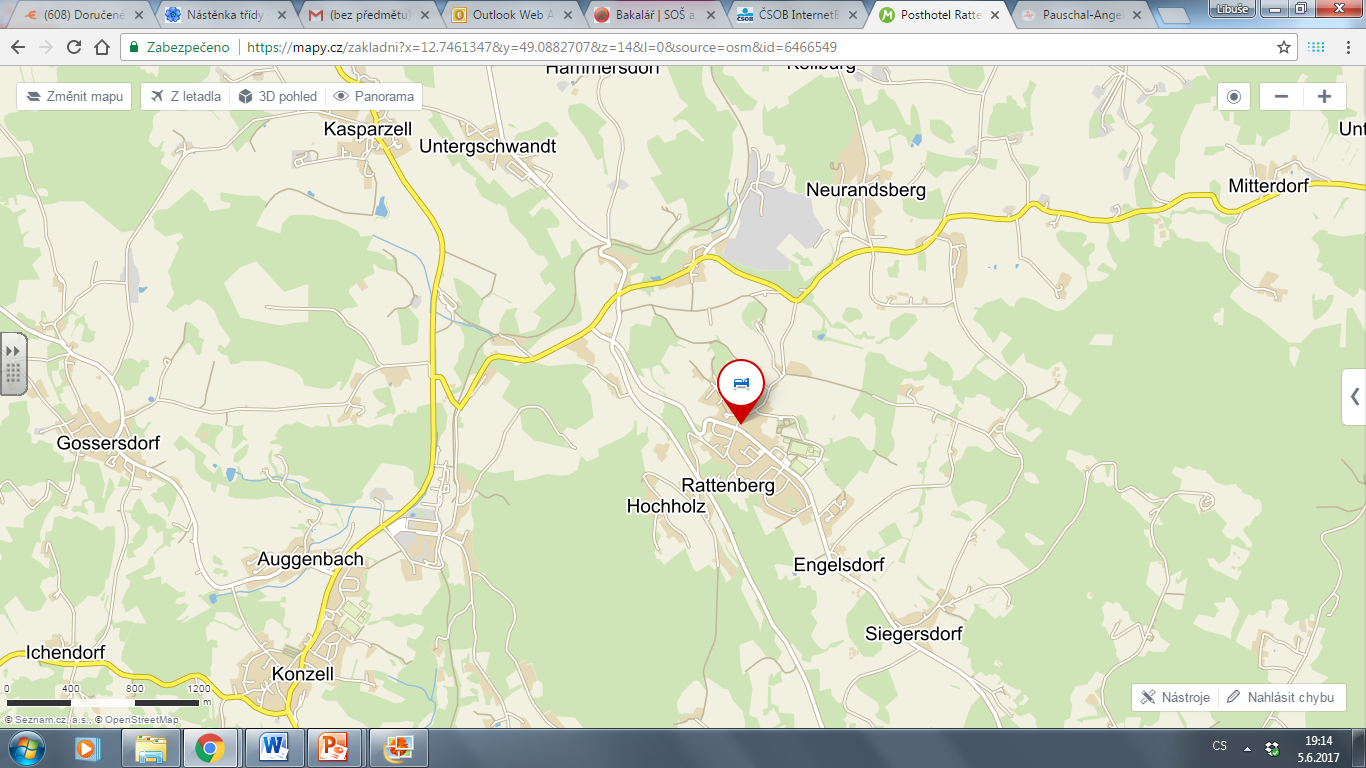 (608) Doručené
Nástěnka třídy
(bez předmětu)
Outlook Web A
Bakalář | SOŠ a
ČSOB InternetB
Posthotel Ratte
Pauschal-Angel
Libuše
Zabezpečeno
https://mapy.cz/zakladni?x=12.7461347&y=49.0882707&z=14&l=0&source=osm&id=6466549
Hammersdorf
Kolburg
Změnit mapu
Z letadla
3D pohled
Panorama
Kasparzell
Untergschwandt
Unt
Neurandsberg
Mitterdorf
Gossersdorf
Rattenberg
Hochholz
Auggenbach
Engelsdorf
Siegersdorf
Ichendorf
Konzell
0 400 800 1200
m
© Seznam.cz, a.s., © OpenStreetMap
Nástroje
Nahlásit chybu
CS
19:14
5.6.2017